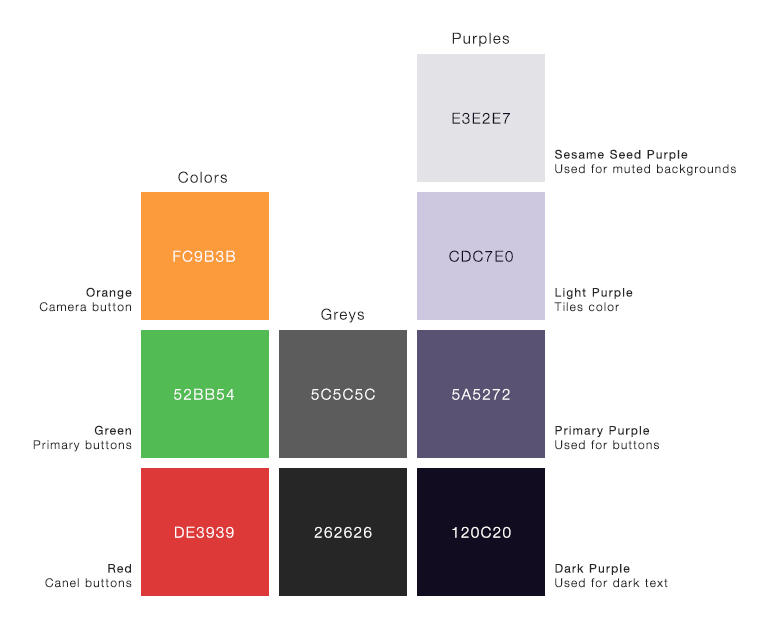 Purples
E3E2E7
Sesame Seed Purple
Used for muted backgrounds
Colors
FC9B3B
CDC7E0
Orange
Camera button
Light Purple
Tiles color
Greys
52BB54
5C5C5C
5A5272
Green
Primary buttons
Primary Purple
Used for buttons
DE3939
262626
120C20
Red
Canel buttons
Dark Purple
Used for dark text